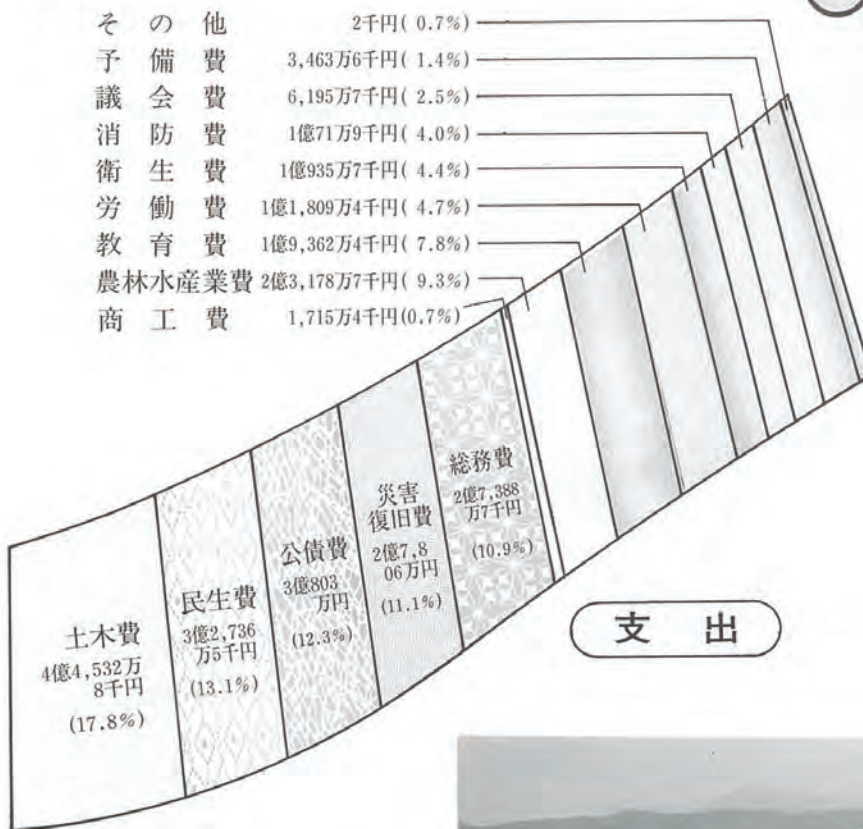 その他 2千円( 0.7%)
予備費 3,463万6千円( 1.4%)
議会費 6,195万7千円( 2.5%)
消防費 1億71万9千円( 4.0%)
衛生費 1億935万7千円( 4.4%)
労働費 1億1,809万4千円( 4.7%)
教育費 1億9,362万4千円( 7.8%)
農林水産業費 2億3,178万7千円( 9.3%)
商工費 1,715万4千円(0.7%)
総務費
2億7,388
万7千円
(10.9%)
災害
復旧費
2億7,8
06万円
(11.1%)
公債費
3億803
万円
(12.3%)
民生費
3億2,736
万5千円
(13.1%)
土木費
4億4,532万
8千円
(17.8%)
支出